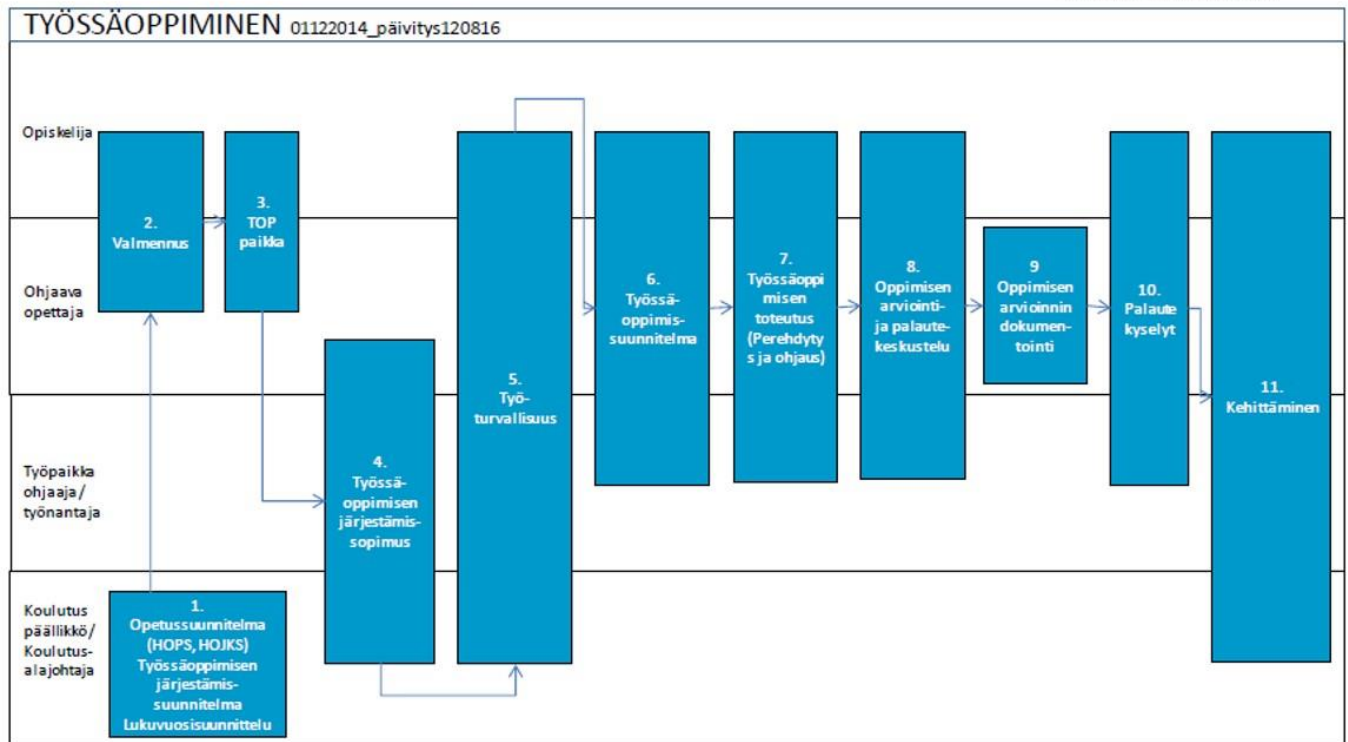 TYÖSSÄOPPIMINEN 01122014_päivitys120816
Opiskelija
Ohjaava
opettaja
Työpaikka
ohjaaja/
työnantaja
Koulutus
päällikkö/
Koulutus-
alajohtaja
1.
Opetussuunnitelma
(HOPS, HOJKS)
Työssäoppimisen
järjestämis-
suunnitelma
Lukuvuosisuunnittelu
2.
Valmennus
3.
TOP
paikka
4.
Työssä-
oppimisen
järjestämis-
sopimus
5.
Työ-
turvallisuus
6.
Työssä-
oppimis-
suunnitelma
7.
Työssäoppi
misen
toteutus
(Perehdyty
s ja ohjaus)
8.
Oppimisen
arviointi-
ja palaute-
keskustelu
9
Oppimisen
arvioinnin
dokumen-
tointi
10.
Palaute
kyselyt
11.
Kehittäminen